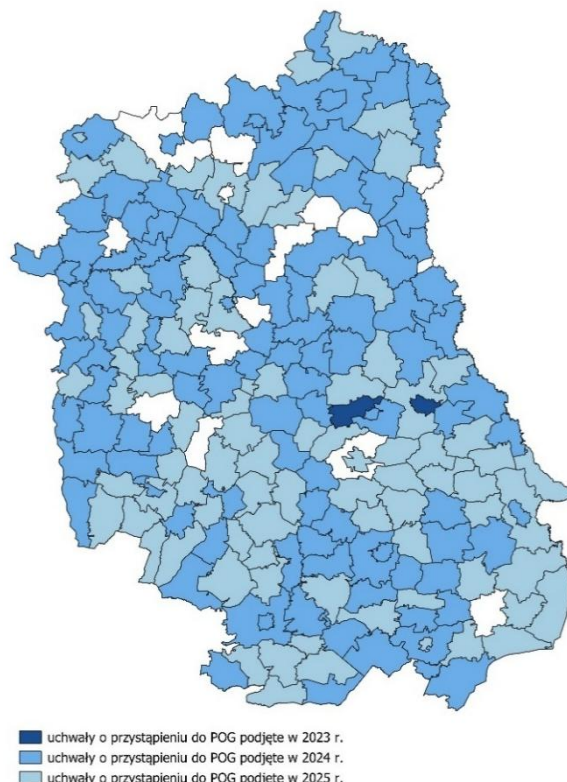 uchwały o przystąpieniu do POG podjęte w 2023 r.
uchwały o przystąpieniu do POG podjęte w 2024 r.
uchwały o przystąpieniu do POG podjęte w 2025 r.